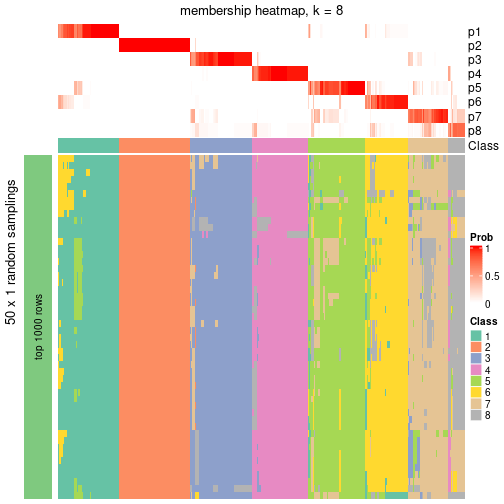 membership heatmap, k = 8
p1
p2
p3
p4
p5
p6
p7
p8
Class
50 x 1 random samplings
top 1000 rows
Prob
1
0.5
0
Class
1
2
3
4
5
6
7
8